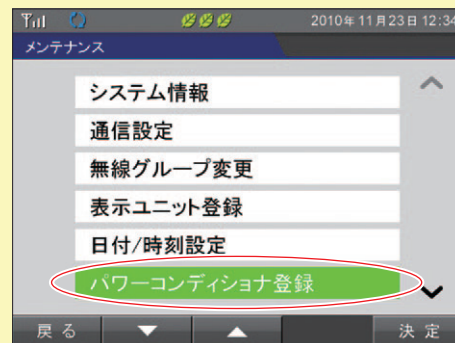 2010年11月23日 12:34
メンテナンス
システム情報
通信設定
無線グループ変更
表示ユニット登録
日付/時刻設定
パワーコンディショナ登録
戻る ▼ ▲ 決定